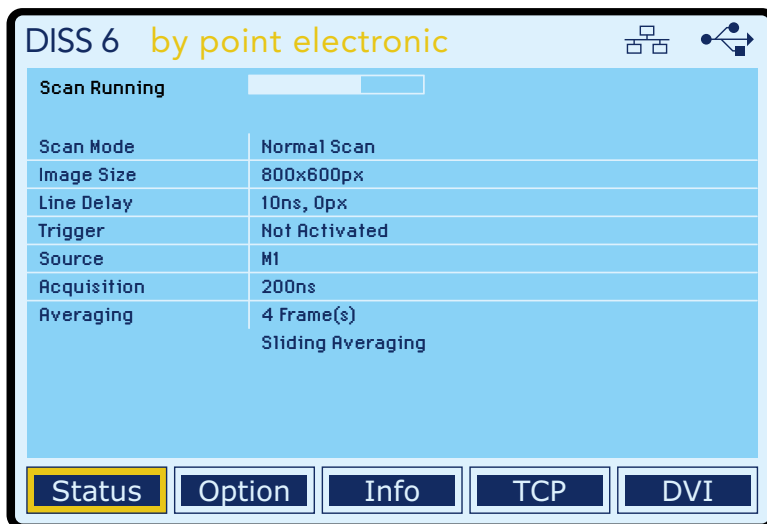 DISS 6 by point electronic
Scan Running
Scan Mode Normal Scan
Image Size 800x600px
Line Delay 10ns, 0px
Trigger Not Activated
Source M1
Acquisition 200ns
Averaging 4 Frame(s)
Sliding Averaging
Status Option Info TCP DVI